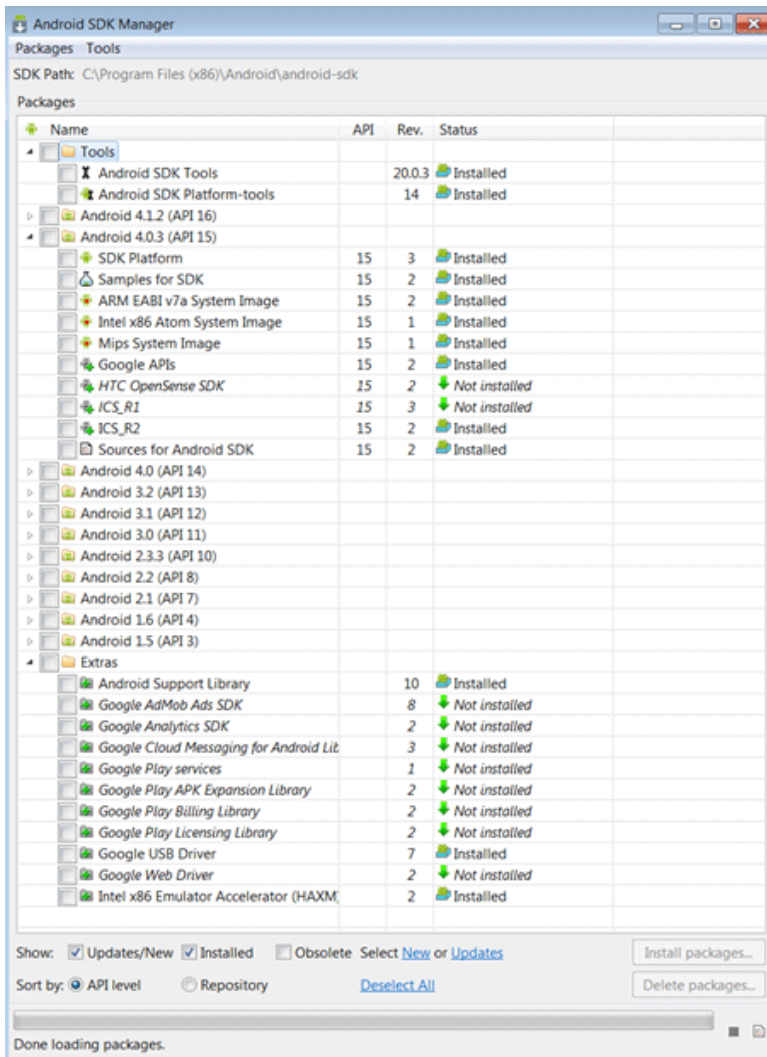 Android SDK Manager
Packages Tools
SDK Path: C:\Program Files (x86)\Android\android-sdk
Packages
Name API Rev. Status
Tools
Android SDK Tools 20.0.3 Installed
Android SDK Platform-tools 14 Installed
Android 4.1.2 (API 16)
Android 4.0.3 (API 15)
SDK Platform 15 3 Installed
Samples for SDK 15 2 Installed
ARM EABI v7a System Image 15 2 Installed
Intel x86 Atom System Image 15 1 Installed
Mips System Image 15 1 Installed
Google APIs 15 2 Installed
HTC OpenSense SDK 15 2 Not installed
ICS_R1 15 3 Not installed
ICS_R2 15 2 Installed
Sources for Android SDK 15 2 Installed
Android 4.0 (API 14)
Android 3.2 (API 13)
Android 3.1 (API 12)
Android 3.0 (API 11)
Android 2.3.3 (API 10)
Android 2.2 (API 8)
Android 2.1 (API 7)
Android 1.6 (API 4)
Android 1.5 (API 3)
Extras
Android Support Library 10 Installed
Google AdMob Ads SDK 8 Not installed
Google Analytics SDK 2 Not installed
Google Cloud Messaging for Android Lib 3 Not installed
Google Play services 1 Not installed
Google Play APK Expansion Library 2 Not installed
Google Play Billing Library 2 Not installed
Google Play Licensing Library 2 Not installed
Google USB Driver 7 Installed
Google Web Driver 2 Not installed
Intel x86 Emulator Accelerator (HAXM) 2 Installed
Show: Updates/New Installed Obsolete Select New or Updates Install packages...
Sort by: API level Repository Deselect All Delete packages...
Done loading packages.